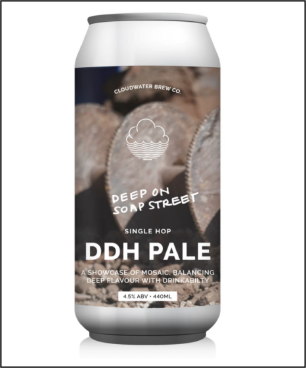 CLOUDWATER BREW CO.
DEEP ON
SOAP STREET
SINGLE HOP
DDH PALE
A SHOWCASE OF MOSAIC, BALANCING
DEEP FLAVOUR WITH DRINKABILTY
4.5% ABV • 440ML